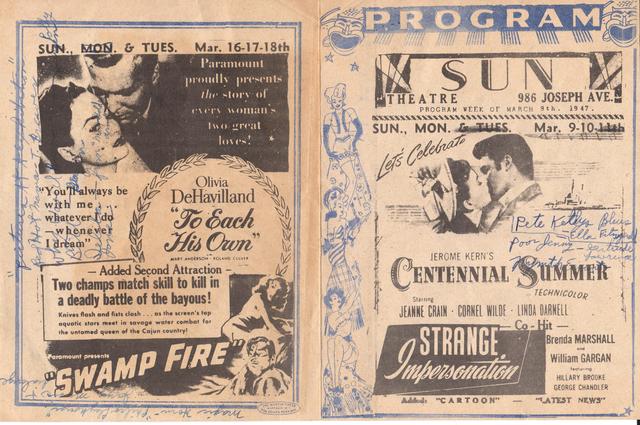 SUN., MON. & TUES. Mar. 16-17-18th
Paramount
proudly presents
the story of
every woman's
two great
loves!
"You'll always be
with me . . .
whatever I do
— whenever
I dream"
Olivia
DeHavilland
"To Each
His Own"
MARY ANDERSON · ROLAND CULVER
— Added Second Attraction —
Two champs match skill to kill in
a deadly battle of the bayous!
Knives flash and fists clash . . . as the screen's top
aquatic stars meet in savage water combat for
the untamed queen of the Cajun country!
Paramount presents
"SWAMP FIRE"
PROGRAM
SUN
THEATRE 986 JOSEPH AVE.
PROGRAM WEEK OF MARCH 9th, 1947.
SUN., MON. & TUES. Mar. 9-10-11th
Let's Celebrate
Pete Kelly's Blues
Ella
Poor Jenny
JEROME KERN'S
CENTENNIAL SUMMER
TECHNICOLOR
Starring
JEANNE CRAIN · CORNEL WILDE · LINDA DARNELL
— Co-Hit —
STRANGE
Impersonation
Brenda MARSHALL
and
William GARGAN
featuring
HILLARY BROOKE
GEORGE CHANDLER
Added: "CARTOON" — "LATEST NEWS"